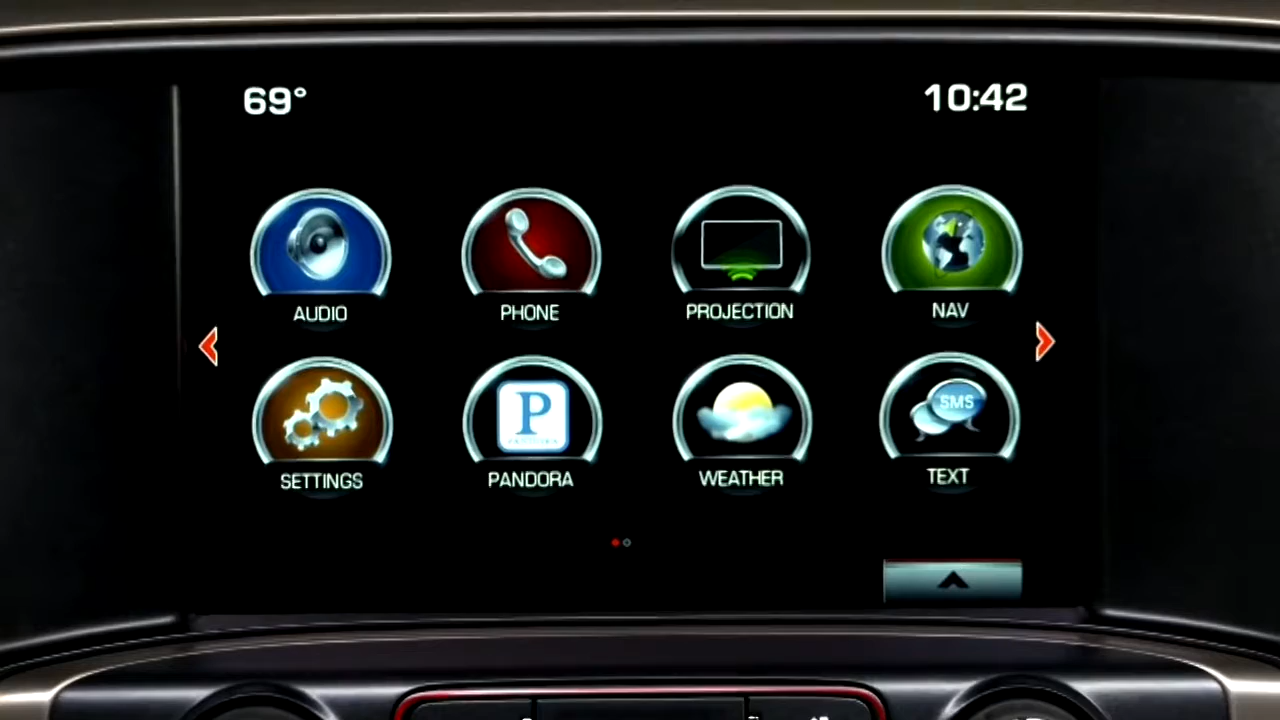 69° 10:42
AUDIO PHONE PROJECTION NAV
P
SMS
SETTINGS PANDORA WEATHER TEXT